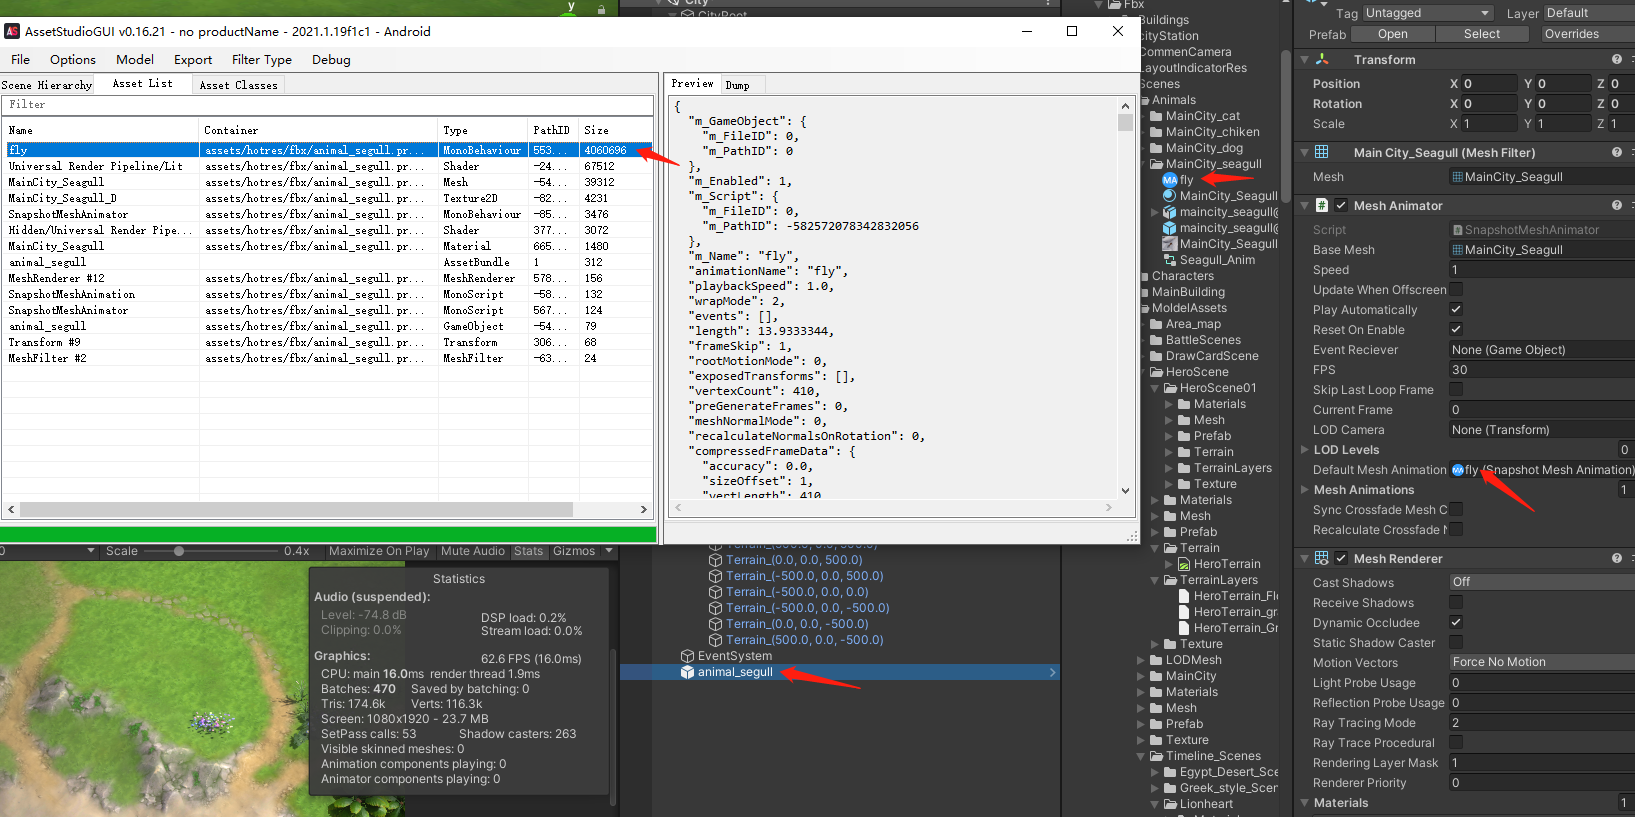 y
City
CityRoot
AssetStudioGUI v0.16.21 - no productName - 2021.1.19f1c1 - Android
File Options Model Export Filter Type Debug
Scene Hierarchy Asset List Asset Classes
Filter
Name Container Type PathID Size
fly assets/hotres/fbx/animal_segull.pr... MonoBehaviour 553... 4060696
Universal Render Pipeline/Lit assets/hotres/fbx/animal_segull.pr... Shader -24... 67512
MainCity_Seagull assets/hotres/fbx/animal_segull.pr... Mesh -54... 39312
MainCity_Seagull_D assets/hotres/fbx/animal_segull.pr... Texture2D -82... 4231
SnapshotMeshAnimator assets/hotres/fbx/animal_segull.pr... MonoBehaviour -85... 3476
Hidden/Universal Render Pipe... assets/hotres/fbx/animal_segull.pr... Shader 377... 3072
MainCity_Seagull assets/hotres/fbx/animal_segull.pr... Material 665... 1480
animal_segull AssetBundle 1 312
MeshRenderer #12 assets/hotres/fbx/animal_segull.pr... MeshRenderer 578... 156
SnapshotMeshAnimation assets/hotres/fbx/animal_segull.pr... MonoScript -58... 132
SnapshotMeshAnimator assets/hotres/fbx/animal_segull.pr... MonoScript 567... 124
animal_segull assets/hotres/fbx/animal_segull.pr... GameObject -54... 79
Transform #9 assets/hotres/fbx/animal_segull.pr... Transform 306... 68
MeshFilter #2 assets/hotres/fbx/animal_segull.pr... MeshFilter -63... 24
Preview Dump
{
"m_GameObject": {
"m_FileID": 0,
"m_PathID": 0
},
"m_Enabled": 1,
"m_Script": {
"m_FileID": 0,
"m_PathID": -582572078342832056
},
"m_Name": "fly",
"animationName": "fly",
"playbackSpeed": 1.0,
"wrapMode": 2,
"events": [],
"length": 13.9333344,
"frameSkip": 1,
"rootMotionMode": 0,
"exposedTransforms": [],
"vertexCount": 410,
"preGenerateFrames": 0,
"meshNormalMode": 0,
"recalculateNormalsOnRotation": 0,
"compressedFrameData": {
"accuracy": 0.0,
"sizeOffset": 1,
"vertLength": 410
0 Scale 0.4x Maximize On Play Mute Audio Stats Gizmos
Statistics
Audio (suspended):
Level: -74.8 dB DSP load: 0.2%
Clipping: 0.0% Stream load: 0.0%
Graphics: 62.6 FPS (16.0ms)
CPU: main 16.0ms render thread 1.9ms
Batches: 470 Saved by batching: 0
Tris: 174.6k Verts: 116.3k
Screen: 1080x1920 - 23.7 MB
SetPass calls: 53 Shadow casters: 263
Visible skinned meshes: 0
Animation components playing: 0
Animator components playing: 0
Terrain_(500.0, 0.0, 0.0)
Terrain_(0.0, 0.0, 500.0)
Terrain_(-500.0, 0.0, 500.0)
Terrain_(-500.0, 0.0, 0.0)
Terrain_(-500.0, 0.0, -500.0)
Terrain_(0.0, 0.0, -500.0)
Terrain_(500.0, 0.0, -500.0)
EventSystem
animal_segull
Fbx
Buildings
cityStation
CommenCamera
LayoutIndicatorRes
Scenes
Animals
MainCity_cat
MainCity_chiken
MainCity_dog
MainCity_seagull
fly
MainCity_Seagull
maincity_seagull@
maincity_seagull@
MainCity_Seagull
Seagull_Anim
Characters
MainBuilding
MoldelAssets
Area_map
BattleScenes
DrawCardScene
HeroScene
HeroScene01
Materials
Mesh
Prefab
Terrain
TerrainLayers
Texture
Materials
Mesh
Prefab
Terrain
HeroTerrain
TerrainLayers
HeroTerrain_Flo
HeroTerrain_gra
HeroTerrain_Gr
Texture
LODMesh
MainCity
Materials
Mesh
Prefab
Texture
Timeline_Scenes
Egypt_Desert_Sce
Greek_style_Scen
Lionheart
Tag Untagged Layer Default
Prefab Open Select Overrides
Transform
Position X 0 Y 0 Z 0
Rotation X 0 Y 0 Z 0
Scale X 1 Y 1 Z 1
Main City_Seagull (Mesh Filter)
Mesh MainCity_Seagull
Mesh Animator
Script SnapshotMeshAnimator
Base Mesh MainCity_Seagull
Speed 1
Update When Offscreen
Play Automatically
Reset On Enable
Event Reciever None (Game Object)
FPS 30
Skip Last Loop Frame
Current Frame 0
LOD Camera None (Transform)
LOD Levels 0
Default Mesh Animation fly (Snapshot Mesh Animation)
Mesh Animations 1
Sync Crossfade Mesh C
Recalculate Crossfade N
Mesh Renderer
Cast Shadows Off
Receive Shadows
Dynamic Occludee
Static Shadow Caster
Motion Vectors Force No Motion
Light Probe Usage 0
Reflection Probe Usage 0
Ray Tracing Mode 2
Ray Trace Procedural
Rendering Layer Mask 1
Renderer Priority 0
Materials 1